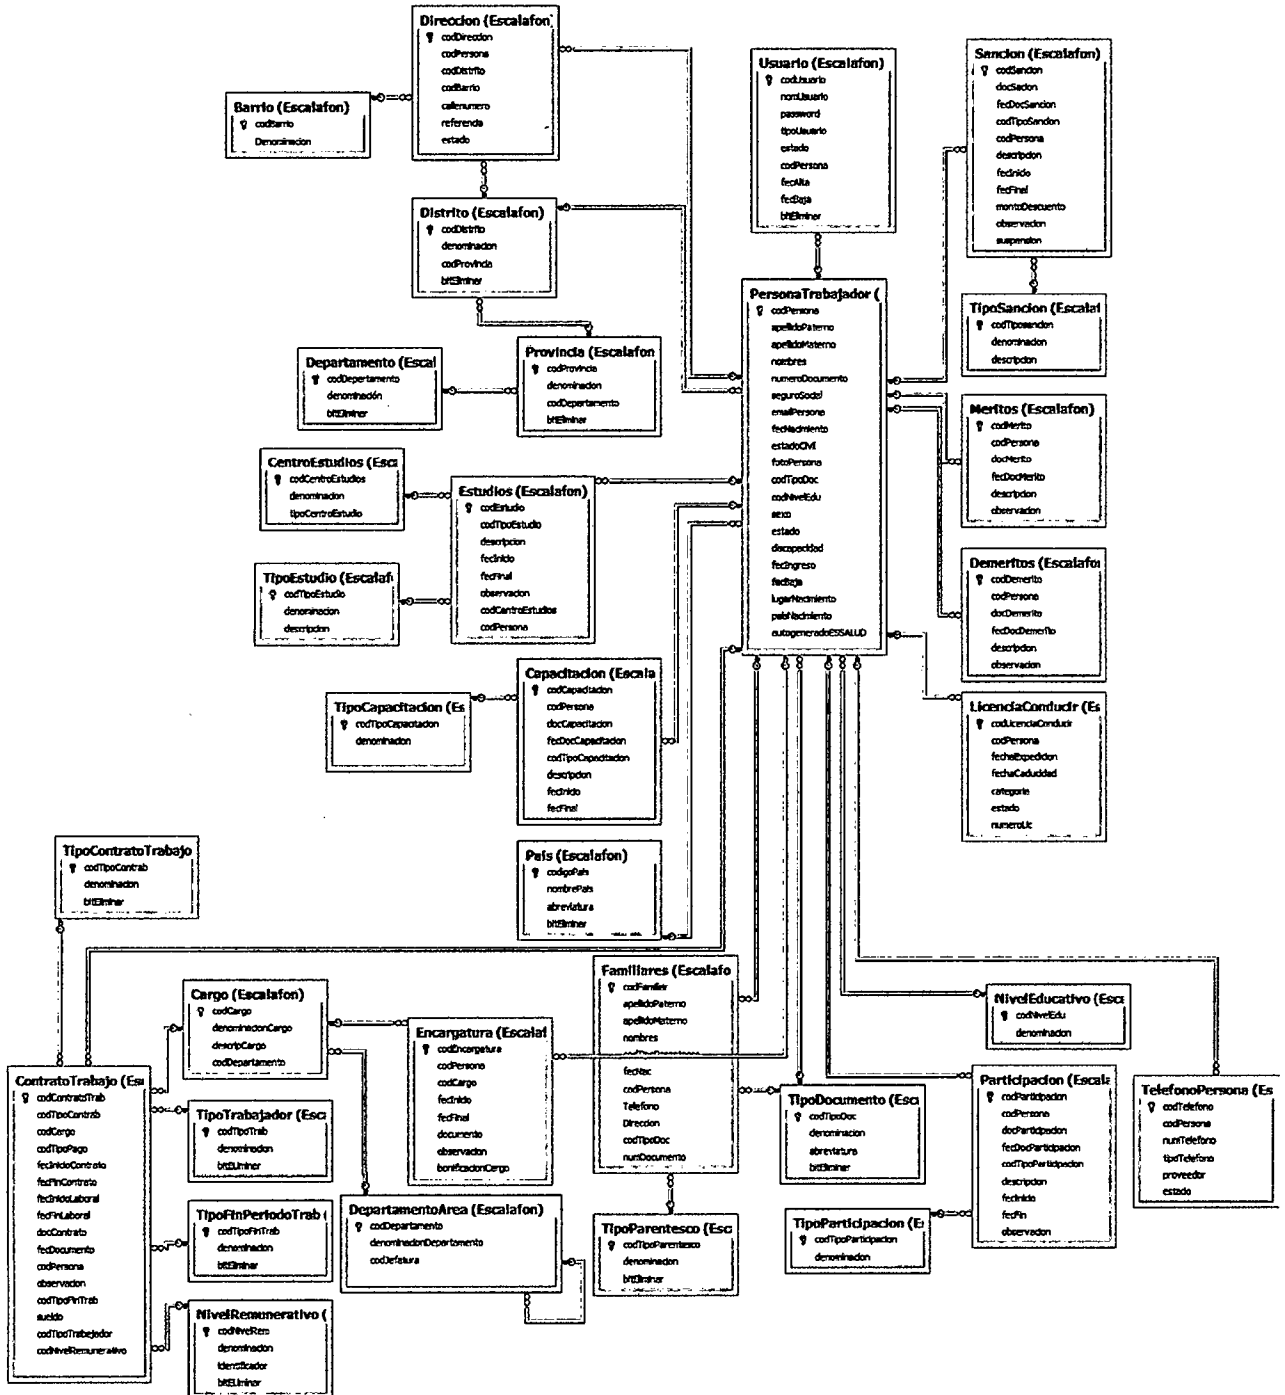 Direccion (Escalafon)
codDireccion
codPersona
codDistrito
codBarrio
callenumero
referencia
estado
Usuario (Escalafon)
codUsuario
nomUsuario
password
tipoUsuario
estado
codPersona
fecAlta
fecBaja
bitEliminar
Sancion (Escalafon)
codSancion
docSacion
fecDocSancion
codTipoSancion
codPersona
descripcion
fecInicio
fecFinal
montoDescuento
observacion
suspension
Barrio (Escalafon)
codBarrio
Denominacion
Distrito (Escalafon)
codDistrito
denominacion
codProvincia
bitEliminar
PersonaTrabajador (
codPersona
apellidoPaterno
apellidoMaterno
nombres
numeroDocumento
seguroSocial
emailPersona
fecNacimiento
estadoCivil
fotoPersona
codTipoDoc
codNivelEdu
sexo
estado
discapacidad
fecIngreso
fecBaja
lugarNacimiento
paisNacimiento
autogeneradoESSALUD
TipoSancion (Escalaf
codTiposancion
denominacion
descripcion
Departamento (Escal
codDepartamento
denominación
bitEliminar
Provincia (Escalafon
codProvincia
denominacion
codDepartamento
bitEliminar
Meritos (Escalafon)
codMerito
codPersona
docMerito
fecDocMerito
descripcion
observacion
CentroEstudios (Esca
codCentroEstudios
denominacion
tipoCentroEstudio
Estudios (Escalafon)
codEstudio
codTipoEstudio
descripcion
fecInicio
fecFinal
observacion
codCentroEstudios
codPersona
TipoEstudio (Escalaf
codTipoEstudio
denominacion
descripcion
Demeritos (Escalafo
codDemerito
codPersona
docDemerito
fecDocDemerito
descripcion
observacion
Capacitacion (Escala
codCapacitacion
codPersona
docCapacitacion
fecDocCapacitacion
codTipoCapacitacion
descripcion
fecInicio
fecFinal
TipoCapacitacion (Es
codTipoCapacitacion
denominacion
LicenciaConducir (Es
codLicenciaConducir
codPersona
fechaExpedicion
fechaCaducidad
categoria
estado
numeroLic
TipoContratoTrabajo
codTipoContrab
denominacion
bitEliminar
Pais (Escalafon)
codigoPais
nombrePais
abreviatura
bitEliminar
Cargo (Escalafon)
codCargo
denominacionCargo
descripCargo
codDepartamento
Encargatura (Escalaf
codEncargatura
codPersona
codCargo
fecInicio
fecFinal
documento
observacion
bonificacionCargo
Familiares (Escalafo
codFamiliar
apellidoPaterno
apellidoMaterno
nombres
fecNac
codPersona
Telefono
Direccion
codTipoDoc
numDocumento
NivelEducativo (Esca
codNivelEdu
denominacion
ContratoTrabajo (Es
codContratoTrab
codTipoContrab
codCargo
codTipoPago
fecInicioContrato
fecFinContrato
fecInicioLaboral
fecFinLaboral
docContrato
fecDocumento
codPersona
observacion
codTipoFinTrab
sueldo
codTipoTrabajador
codNivelRemunerativo
TipoTrabajador (Esca
codTipoTrab
denominacion
bitELiminar
TipoDocumento (Esc
codTipoDoc
denominacion
abreviatura
bitEliminar
Participacion (Escala
codParticipacion
codPersona
docParticipacion
fecDocParticipacion
codTipoParticipacion
descripcion
fecInicio
fecFin
observacion
TelefonoPersona (Es
codTelefono
codPersona
numTelefono
tipoTelefono
proveedor
estado
TipoFinPeriodoTrab (
codTipoFinTrab
denominacion
bitEliminar
DepartamentoArea (Escalafon)
codDepartamento
denominacionDepartamento
codJefatura
TipoParentesco (Esc
codTipoParentesco
denominacion
bitEliminar
TipoParticipacion (E
codTipoParticipacion
denominacion
NivelRemunerativo (
codNivelRem
denominacion
identificador
bitELiminar